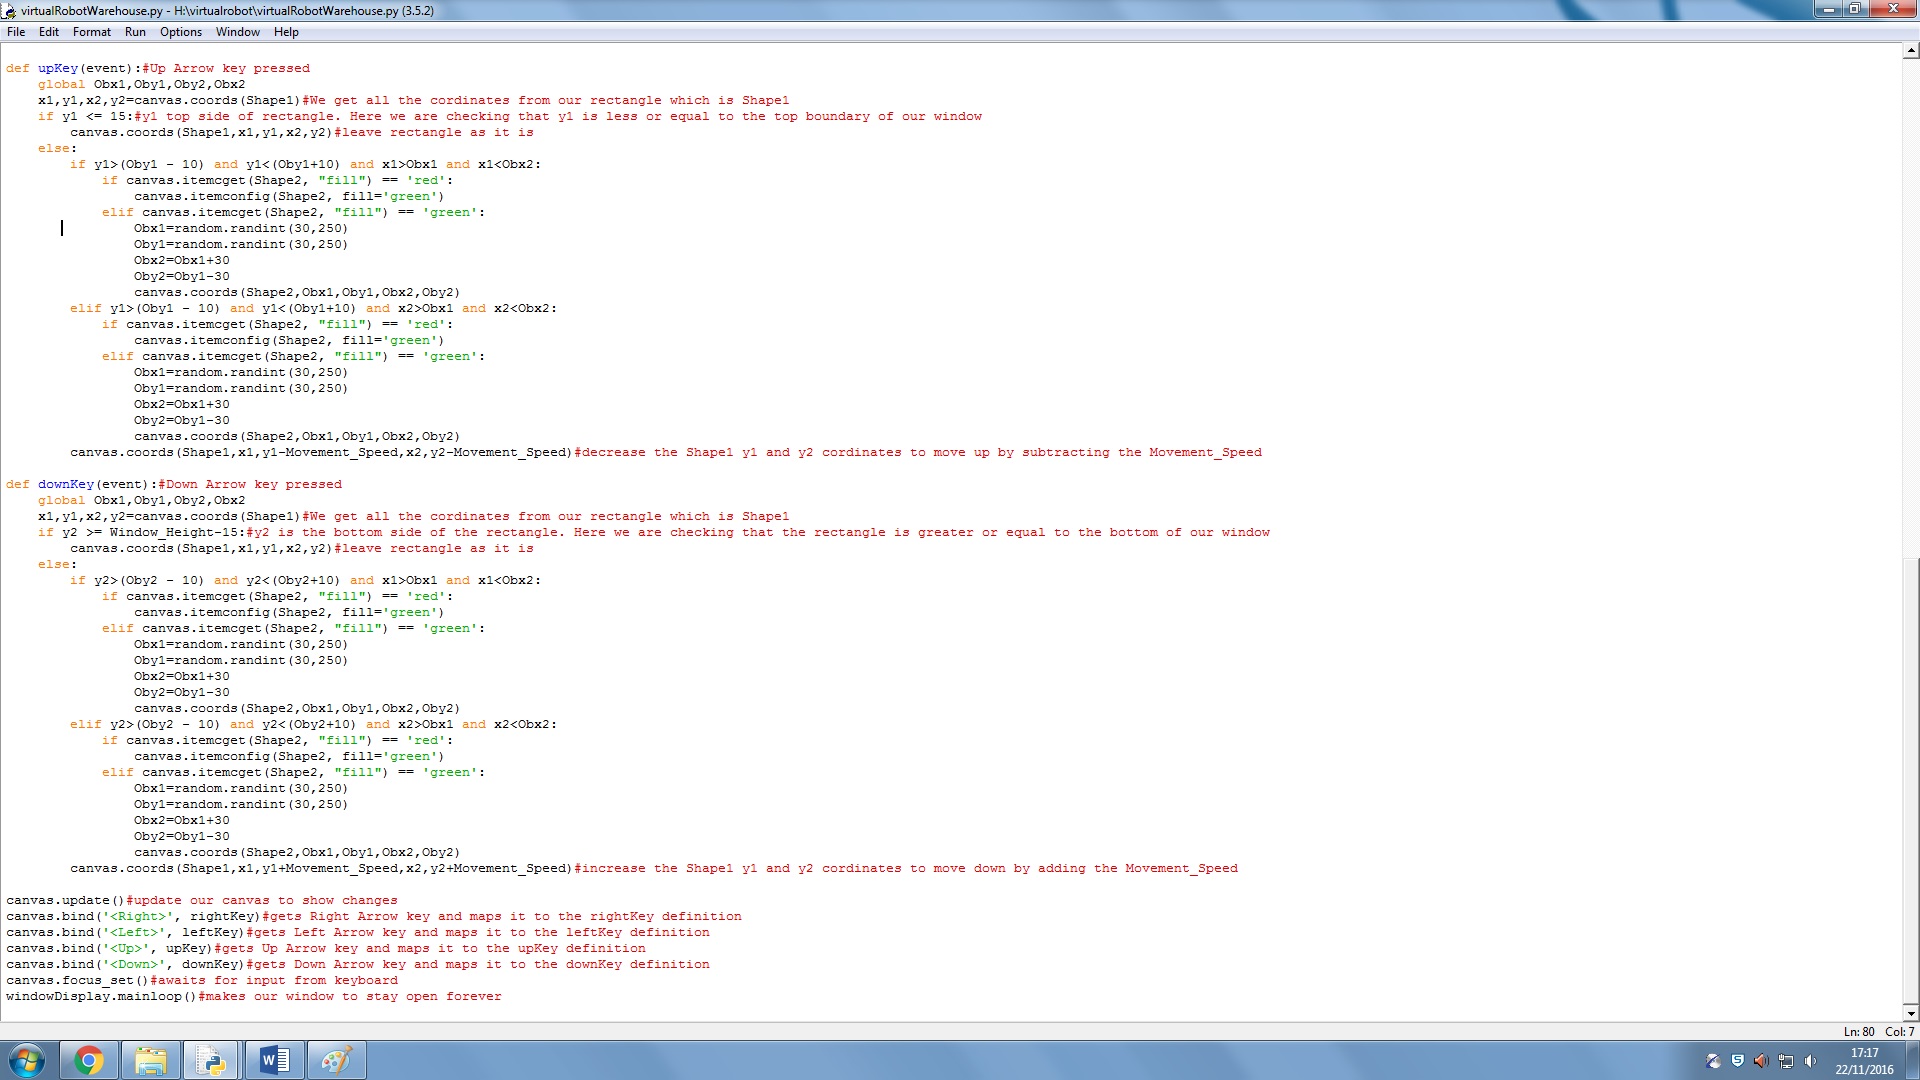 virtualRobotWarehouse.py - H:\virtualrobot\virtualRobotWarehouse.py (3.5.2)
File Edit Format Run Options Window Help
def upKey(event):#Up Arrow key pressed
    global Obx1,Oby1,Oby2,Obx2
    x1,y1,x2,y2=canvas.coords(Shape1)#We get all the cordinates from our rectangle which is Shape1
    if y1 <= 15:#y1 top side of rectangle. Here we are checking that y1 is less or equal to the top boundary of our window
        canvas.coords(Shape1,x1,y1,x2,y2)#leave rectangle as it is
    else:
        if y1>(Oby1 - 10) and y1<(Oby1+10) and x1>Obx1 and x1<Obx2:
            if canvas.itemcget(Shape2, "fill") == 'red':
                canvas.itemconfig(Shape2, fill='green')
            elif canvas.itemcget(Shape2, "fill") == 'green':
                Obx1=random.randint(30,250)
                Oby1=random.randint(30,250)
                Obx2=Obx1+30
                Oby2=Oby1-30
                canvas.coords(Shape2,Obx1,Oby1,Obx2,Oby2)
        elif y1>(Oby1 - 10) and y1<(Oby1+10) and x2>Obx1 and x2<Obx2:
            if canvas.itemcget(Shape2, "fill") == 'red':
                canvas.itemconfig(Shape2, fill='green')
            elif canvas.itemcget(Shape2, "fill") == 'green':
                Obx1=random.randint(30,250)
                Oby1=random.randint(30,250)
                Obx2=Obx1+30
                Oby2=Oby1-30
                canvas.coords(Shape2,Obx1,Oby1,Obx2,Oby2)
        canvas.coords(Shape1,x1,y1-Movement_Speed,x2,y2-Movement_Speed)#decrease the Shape1 y1 and y2 cordinates to move up by subtracting the Movement_Speed
def downKey(event):#Down Arrow key pressed
    global Obx1,Oby1,Oby2,Obx2
    x1,y1,x2,y2=canvas.coords(Shape1)#We get all the cordinates from our rectangle which is Shape1
    if y2 >= Window_Height-15:#y2 is the bottom side of the rectangle. Here we are checking that the rectangle is greater or equal to the bottom of our window
        canvas.coords(Shape1,x1,y1,x2,y2)#leave rectangle as it is
    else:
        if y2>(Oby2 - 10) and y2<(Oby2+10) and x1>Obx1 and x1<Obx2:
            if canvas.itemcget(Shape2, "fill") == 'red':
                canvas.itemconfig(Shape2, fill='green')
            elif canvas.itemcget(Shape2, "fill") == 'green':
                Obx1=random.randint(30,250)
                Oby1=random.randint(30,250)
                Obx2=Obx1+30
                Oby2=Oby1-30
                canvas.coords(Shape2,Obx1,Oby1,Obx2,Oby2)
        elif y2>(Oby2 - 10) and y2<(Oby2+10) and x2>Obx1 and x2<Obx2:
            if canvas.itemcget(Shape2, "fill") == 'red':
                canvas.itemconfig(Shape2, fill='green')
            elif canvas.itemcget(Shape2, "fill") == 'green':
                Obx1=random.randint(30,250)
                Oby1=random.randint(30,250)
                Obx2=Obx1+30
                Oby2=Oby1-30
                canvas.coords(Shape2,Obx1,Oby1,Obx2,Oby2)
        canvas.coords(Shape1,x1,y1+Movement_Speed,x2,y2+Movement_Speed)#increase the Shape1 y1 and y2 cordinates to move down by adding the Movement_Speed
canvas.update()#update our canvas to show changes
canvas.bind('<Right>', rightKey)#gets Right Arrow key and maps it to the rightKey definition
canvas.bind('<Left>', leftKey)#gets Left Arrow key and maps it to the leftKey definition
canvas.bind('<Up>', upKey)#gets Up Arrow key and maps it to the upKey definition
canvas.bind('<Down>', downKey)#gets Down Arrow key and maps it to the downKey definition
canvas.focus_set()#awaits for input from keyboard
windowDisplay.mainloop()#makes our window to stay open forever
Ln: 80 Col: 7
17:17
22/11/2016